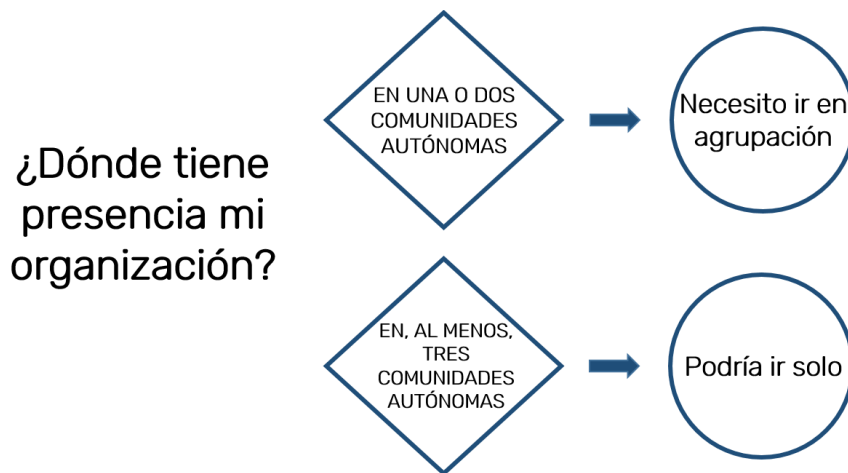 ¿Dónde tiene
presencia mi
organización?
EN UNA O DOS
COMUNIDADES
AUTÓNOMAS
Necesito ir en
agrupación
EN, AL MENOS,
TRES
COMUNIDADES
AUTÓNOMAS
Podría ir solo